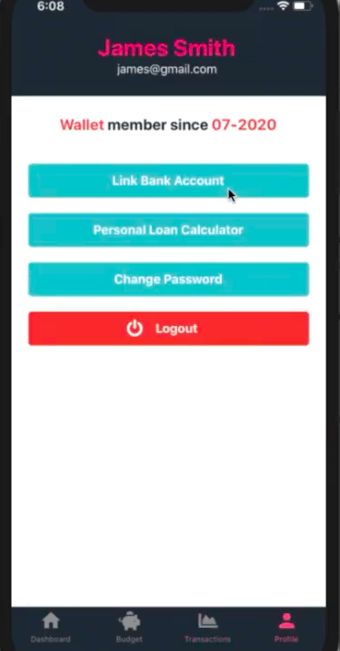 6:08
James Smith
james@gmail.com
Wallet member since 07-2020
Link Bank Account
Personal Loan Calculator
Change Password
Logout
Dashboard Budget Transactions Profile